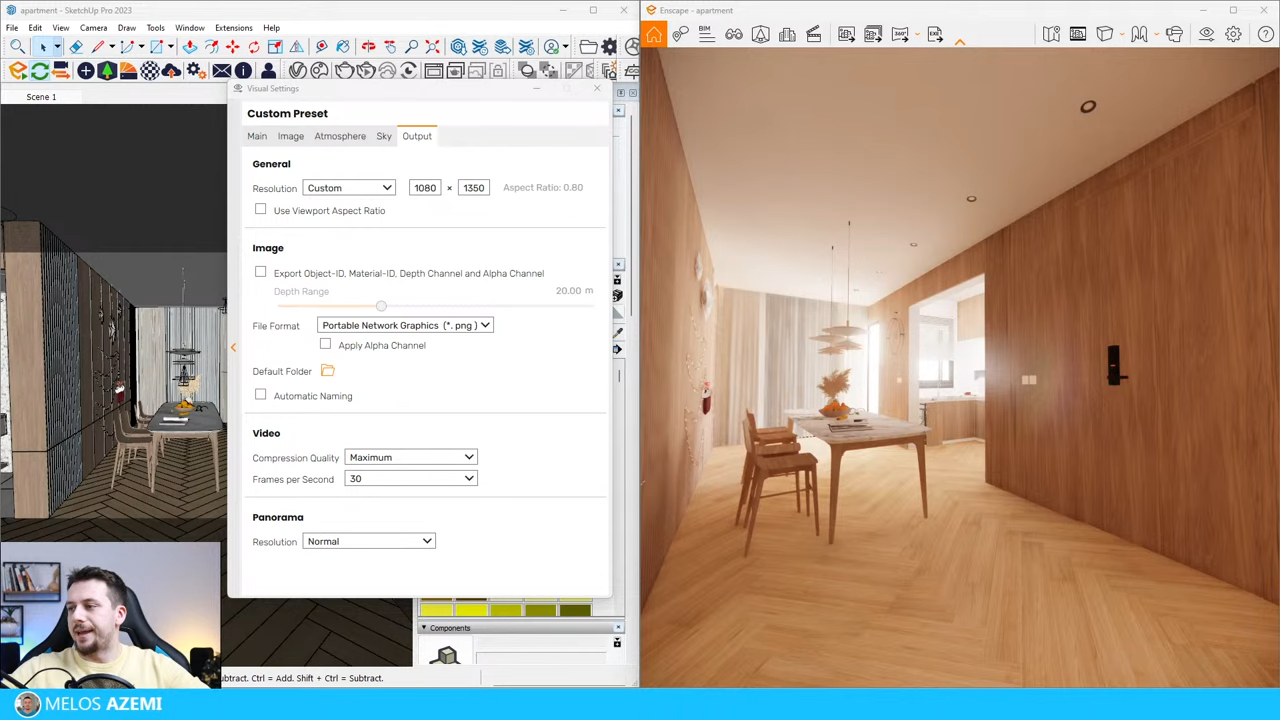 apartment - SketchUp Pro 2023
File Edit View Camera Draw Tools Window Extensions Help
Scene 1
Visual Settings
Custom Preset
Main Image Atmosphere Sky Output
General
Resolution Custom 1080 × 1350 Aspect Ratio: 0.80
Use Viewport Aspect Ratio
Image
Export Object-ID, Material-ID, Depth Channel and Alpha Channel
Depth Range 20.00 m
File Format Portable Network Graphics (*. png )
Apply Alpha Channel
Default Folder
Automatic Naming
Video
Compression Quality Maximum
Frames per Second 30
Panorama
Resolution Normal
Components
ubtract. Ctrl = Add. Shift + Ctrl = Subtract.
Enscape - apartment
BIM
360°
EXE
MELOS AZEMI